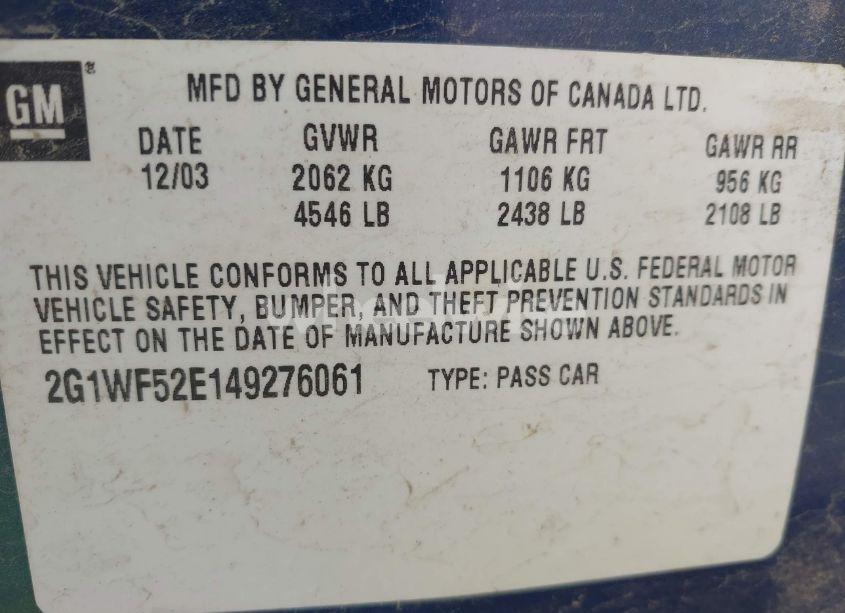 GM®
MFD BY GENERAL MOTORS OF CANADA LTD.
DATE GVWR GAWR FRT GAWR RR
12/03 2062 KG 1106 KG 956 KG
4546 LB 2438 LB 2108 LB
THIS VEHICLE CONFORMS TO ALL APPLICABLE U.S. FEDERAL MOTOR
VEHICLE SAFETY, BUMPER, AND THEFT PREVENTION STANDARDS IN
EFFECT ON THE DATE OF MANUFACTURE SHOWN ABOVE.
2G1WF52E149276061 TYPE: PASS CAR